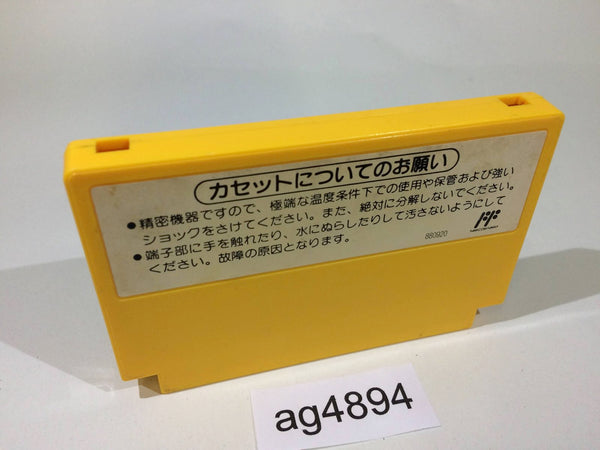 カセットについてのお願い
●精密機器ですので、極端な温度条件下での使用や保管および強い
ショックをさけてください。また、絶対に分解しないでください。
●端子部に手を触れたり、水にぬらしたりして汚さないようにして
ください。故障の原因となります。
880920
ag4894